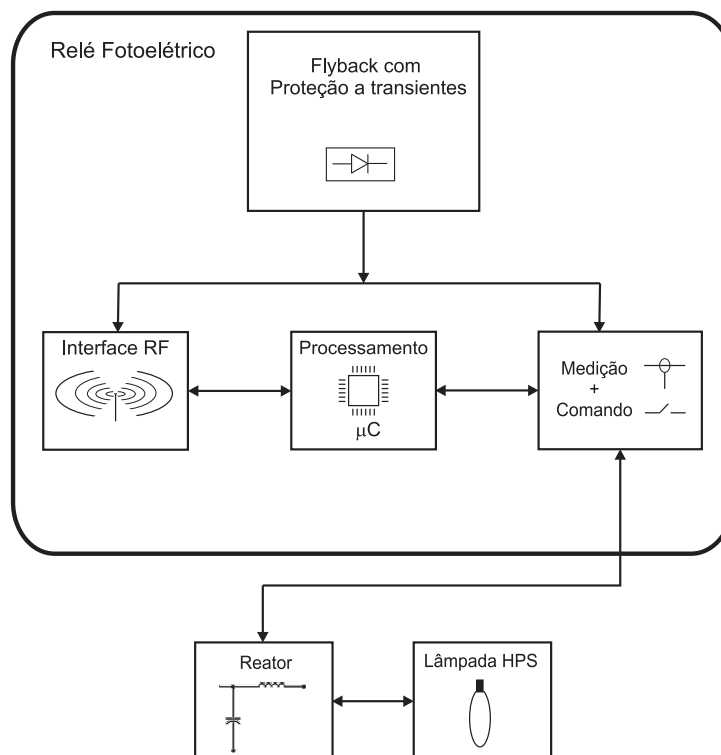 Relé Fotoelétrico
Flyback com
Proteção a transientes
Interface RF
Processamento
μC
Medição
+
Comando
Reator
Lâmpada HPS